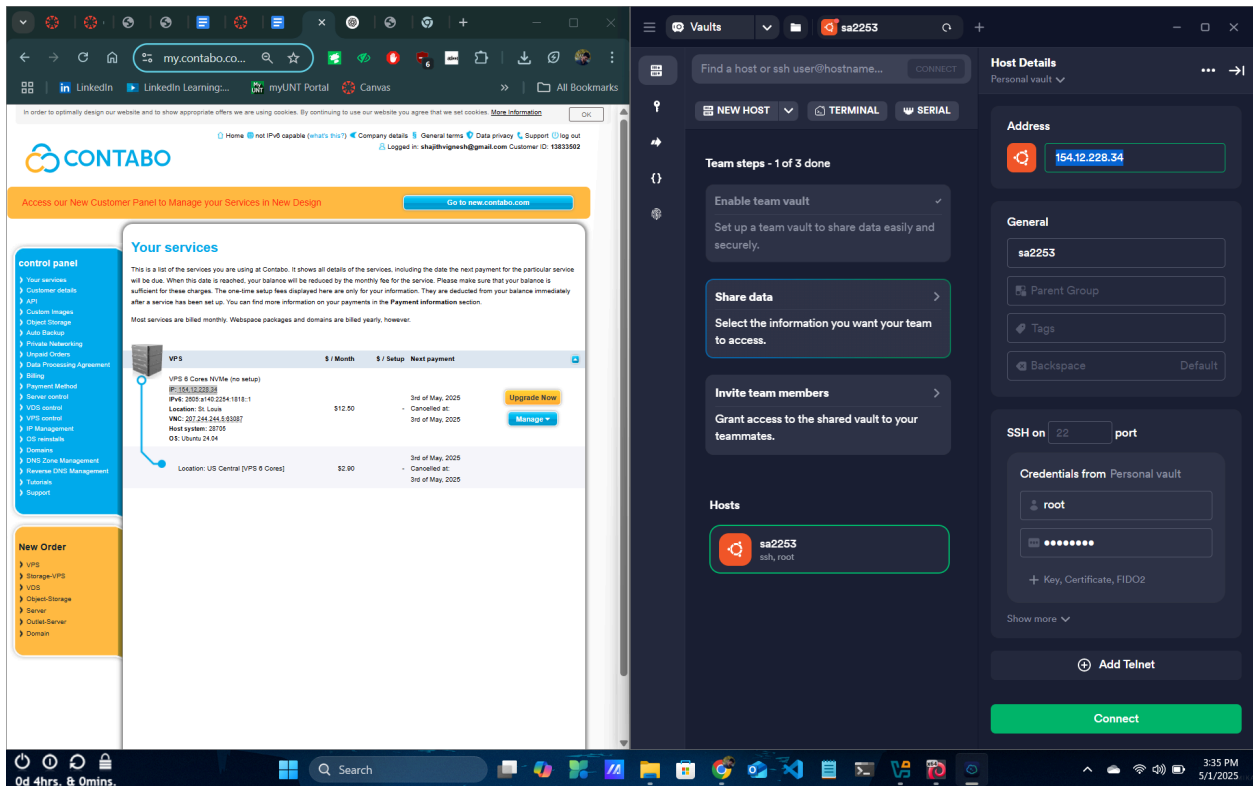 my.contabo.co...
6
LinkedIn
LinkedIn Learning:...
myUNT Portal
Canvas
»
All Bookmarks
In order to optimally design our website and to show appropriate offers we are using cookies. By continuing to use our website you agree that we set cookies. More Information
OK
Home not IPv6 capable (what's this?) Company details General terms Data privacy Support log out
Logged in: shajithvignesh@gmail.com Customer ID: 13833502
CONTABO
Access our New Customer Panel to Manage your Services in New Design
Go to new.contabo.com
control panel
Your services
Customer details
API
Custom Images
Object Storage
Auto Backup
Private Networking
Unpaid Orders
Data Processing Agreement
Billing
Payment Method
Server control
VDS control
VPS control
IP Management
OS reinstalls
Domains
DNS Zone Management
Reverse DNS Management
Tutorials
Support
New Order
VPS
Storage-VPS
VDS
Object-Storage
Server
Outlet-Server
Domain
Your services
This is a list of the services you are using at Contabo. It shows all details of the services, including the date the next payment for the particular service
will be due. When this date is reached, your balance will be reduced by the monthly fee for the service. Please make sure that your balance is
sufficient for these charges. The one-time setup fees displayed here are only for your information. They are deducted from your balance immediately
after a service has been set up. You can find more information on your payments in the Payment information section.
Most services are billed monthly. Webspace packages and domains are billed yearly, however.
VPS $ / Month $ / Setup Next payment
VPS 6 Cores NVMe (no setup)
IP: 154.12.228.34
IPv6: 2605:a140:2254:1818::1
Location: St. Louis
VNC: 207.244.244.5:63087
Host system: 28705
OS: Ubuntu 24.04
$12.50
-
3rd of May, 2025
Cancelled at:
3rd of May, 2025
Upgrade Now
Manage
Location: US Central [VPS 6 Cores]
$2.90
-
3rd of May, 2025
Cancelled at:
3rd of May, 2025
Vaults
sa2253
Find a host or ssh user@hostname...
CONNECT
NEW HOST
TERMINAL
SERIAL
Team steps - 1 of 3 done
Enable team vault
Set up a team vault to share data easily and
securely.
Share data
Select the information you want your team
to access.
Invite team members
Grant access to the shared vault to your
teammates.
Hosts
sa2253
ssh, root
Host Details
Personal vault
Address
154.12.228.34
General
sa2253
Parent Group
Tags
Backspace
Default
SSH on 22 port
Credentials from Personal vault
root
••••••••
+ Key, Certificate, FIDO2
Show more
Add Telnet
Connect
0d 4hrs. & 0mins.
Search
3:35 PM
5/1/2025